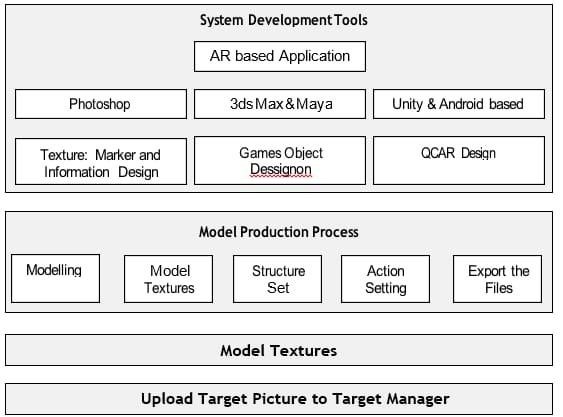 System Development Tools
AR based Application
Photoshop
3ds Max & Maya
Unity & Android based
Texture: Marker and
Information Design
Games Object
Dessignon
QCAR Design
Model Production Process
Modelling
Model
Textures
Structure
Set
Action
Setting
Export the
Files
Model Textures
Upload Target Picture to Target Manager